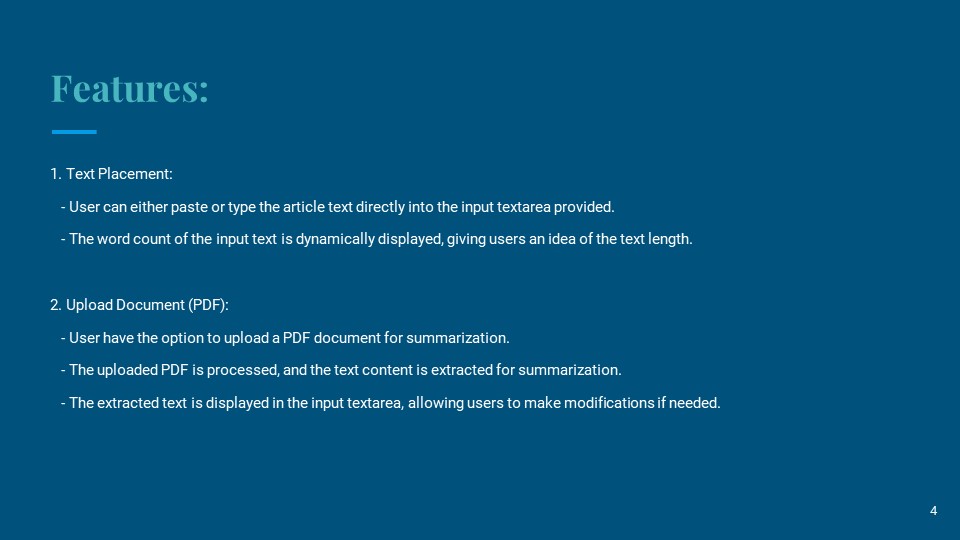 Features:
1. Text Placement:
- User can either paste or type the article text directly into the input textarea provided.
- The word count of the input text is dynamically displayed, giving users an idea of the text length.
2. Upload Document (PDF):
- User have the option to upload a PDF document for summarization.
- The uploaded PDF is processed, and the text content is extracted for summarization.
- The extracted text is displayed in the input textarea, allowing users to make modifications if needed.
4